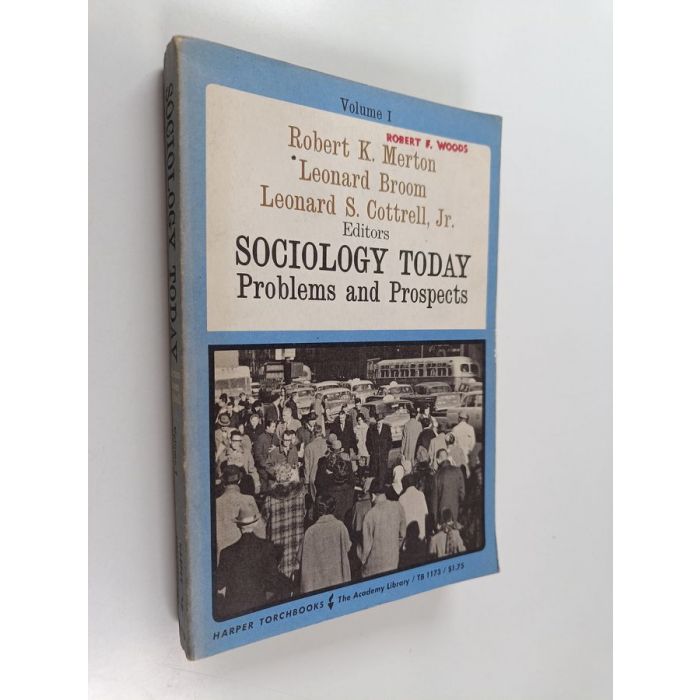 Volume I
ROBERT F. WOODS
Robert K. Merton
Leonard Broom
Leonard S. Cottrell, Jr.
Editors
SOCIOLOGY TODAY
Problems and Prospects
HARPER TORCHBOOKS The Academy Library / TB 1173 / $1.75
SOCIOLOGY TODAY